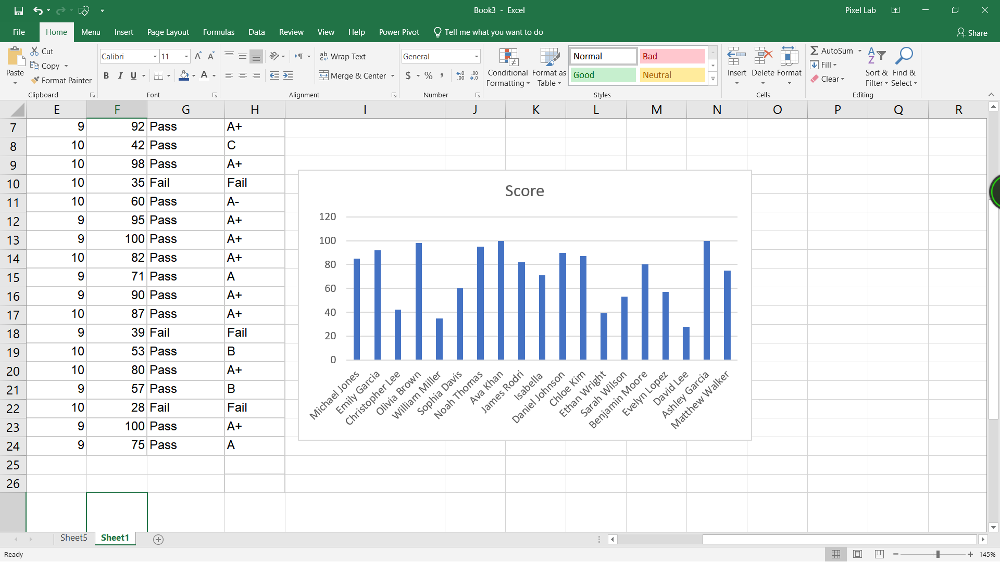 Book3 - Excel
Pixel Lab
File Home Menu Insert Page Layout Formulas Data Review View Help Power Pivot Tell me what you want to do Share
Paste
Cut
Copy
Format Painter
Clipboard
Calibri 11
B I U
Font
Wrap Text
Merge & Center
Alignment
General
$ % ,
Number
Conditional Formatting
Format as Table
Normal Bad
Good Neutral
Styles
Insert Delete Format
Cells
AutoSum
Fill
Clear
Sort & Filter
Find & Select
Editing
E F G H I J K L M N O P Q R
7 9 92 Pass A+
8 10 42 Pass C
9 10 98 Pass A+
10 10 35 Fail Fail
11 10 60 Pass A-
12 9 95 Pass A+
13 9 100 Pass A+
14 10 82 Pass A+
15 9 71 Pass A
16 9 90 Pass A+
17 10 87 Pass A+
18 9 39 Fail Fail
19 10 53 Pass B
20 10 80 Pass A+
21 9 57 Pass B
22 10 28 Fail Fail
23 9 100 Pass A+
24 9 75 Pass A
25
26
Score
120
100
80
60
40
20
0
Michael Jones
Emily Garcia
Christopher Lee
Olivia Brown
William Miller
Sophia Davis
Noah Thomas
Ava Khan
James Rodri
Isabella
Daniel Johnson
Chloe Kim
Ethan Wright
Sarah Wilson
Benjamin Moore
Evelyn Lopez
David Lee
Ashley Garcia
Matthew Walker
Sheet5 Sheet1
Ready
145%